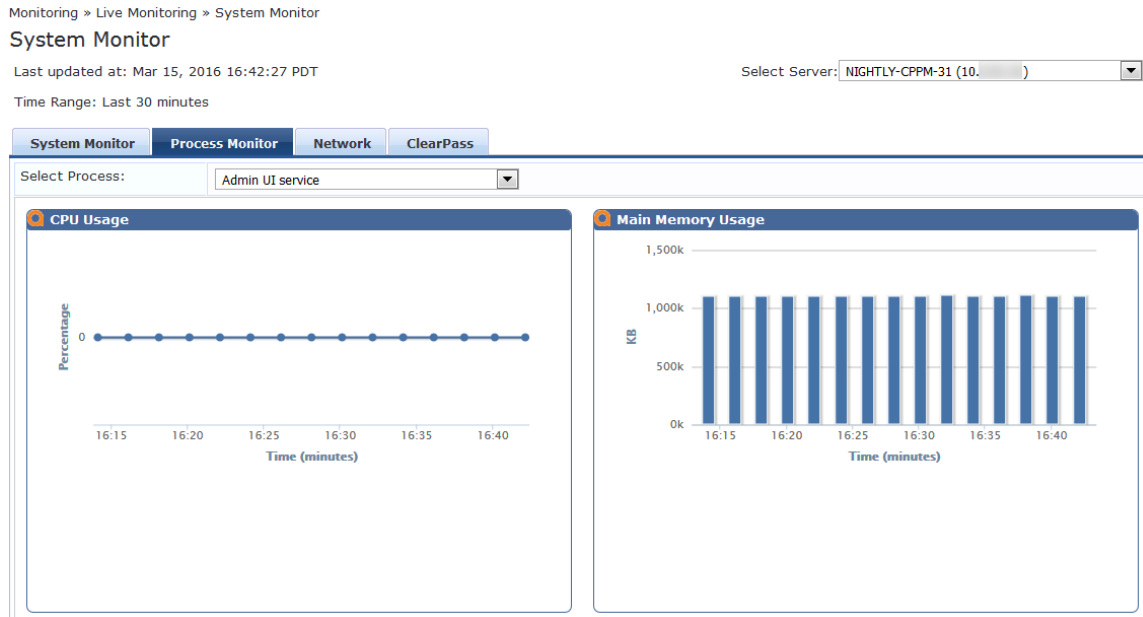 Monitoring » Live Monitoring » System Monitor
System Monitor
Last updated at: Mar 15, 2016 16:42:27 PDT
Select Server: NIGHTLY-CPPM-31 (10. )
Time Range: Last 30 minutes
System Monitor Process Monitor Network ClearPass
Select Process: Admin UI service
CPU Usage
Percentage
0
16:15 16:20 16:25 16:30 16:35 16:40
Time (minutes)
Main Memory Usage
KB
1,500k
1,000k
500k
0k
16:15 16:20 16:25 16:30 16:35 16:40
Time (minutes)